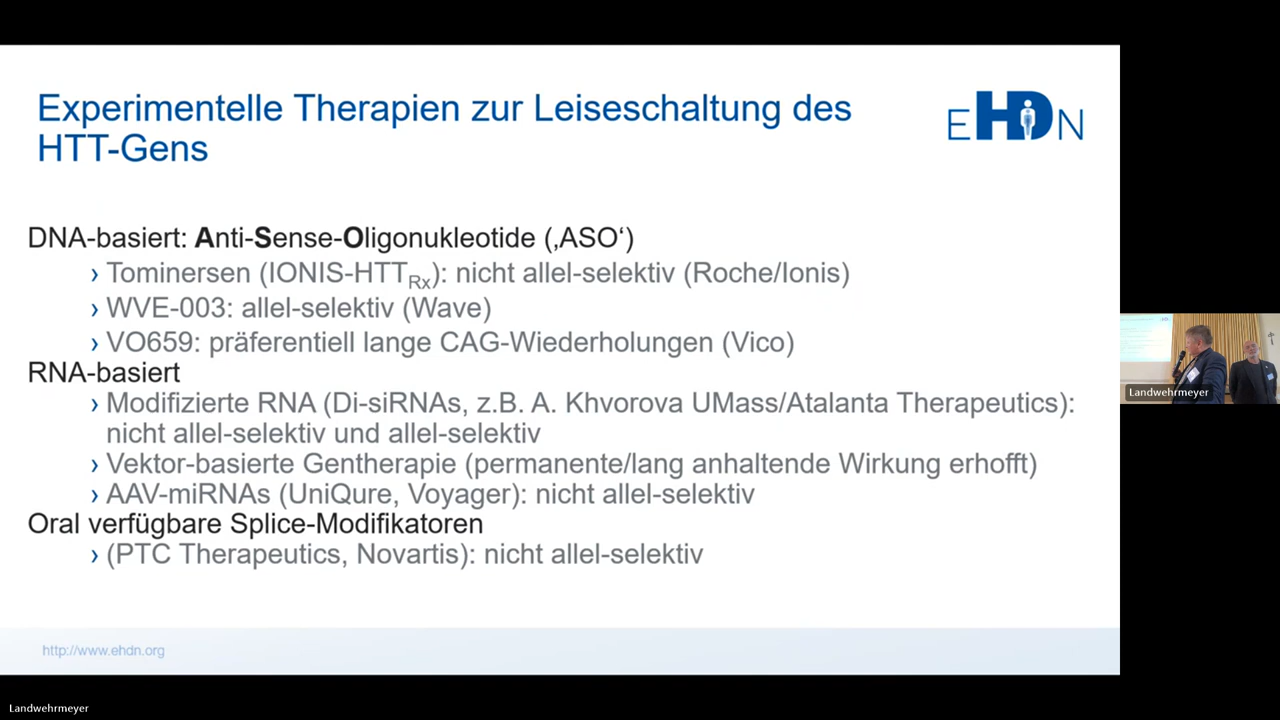 Experimentelle Therapien zur Leiseschaltung des
HTT-Gens
EHDN
DNA-basiert: Anti-Sense-Oligonukleotide (‚ASO‘)
› Tominersen (IONIS-HTTRx): nicht allel-selektiv (Roche/Ionis)
› WVE-003: allel-selektiv (Wave)
› VO659: präferentiell lange CAG-Wiederholungen (Vico)
RNA-basiert
› Modifizierte RNA (Di-siRNAs, z.B. A. Khvorova UMass/Atalanta Therapeutics):
nicht allel-selektiv und allel-selektiv
› Vektor-basierte Gentherapie (permanente/lang anhaltende Wirkung erhofft)
› AAV-miRNAs (UniQure, Voyager): nicht allel-selektiv
Oral verfügbare Splice-Modifikatoren
› (PTC Therapeutics, Novartis): nicht allel-selektiv
http://www.ehdn.org
Landwehrmeyer
Landwehrmeyer